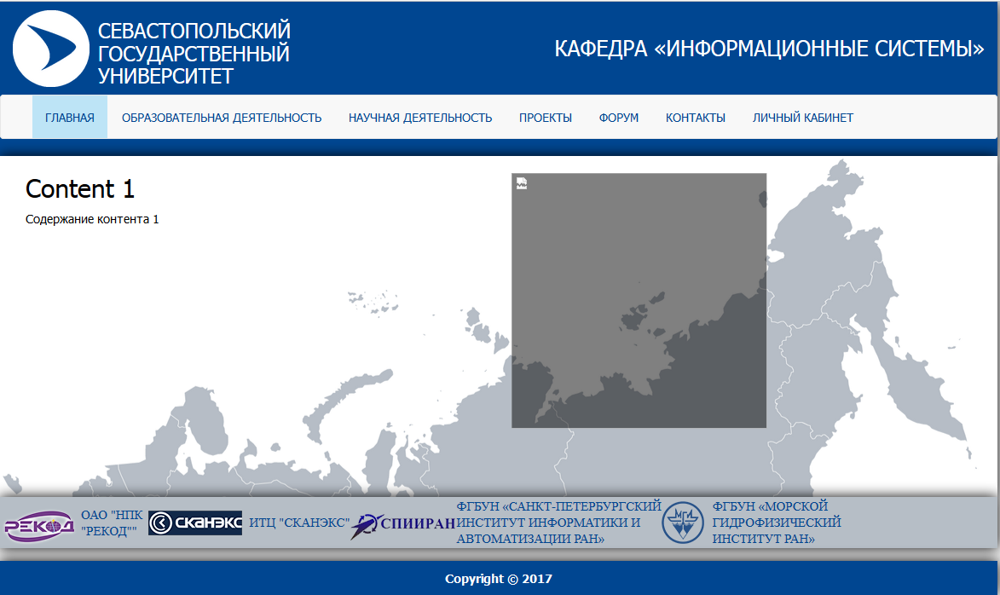 СЕВАСТОПОЛЬСКИЙ
ГОСУДАРСТВЕННЫЙ
УНИВЕРСИТЕТ
КАФЕДРА «ИНФОРМАЦИОННЫЕ СИСТЕМЫ»
ГЛАВНАЯ ОБРАЗОВАТЕЛЬНАЯ ДЕЯТЕЛЬНОСТЬ НАУЧНАЯ ДЕЯТЕЛЬНОСТЬ ПРОЕКТЫ ФОРУМ КОНТАКТЫ ЛИЧНЫЙ КАБИНЕТ
Content 1
Содержание контента 1
РЕКОД
ОАО "НПК
"РЕКОД""
СКАНЭКС
ИТЦ "СКАНЭКС"
СПИИРАН
ФГБУН «САНКТ-ПЕТЕРБУРГСКИЙ
ИНСТИТУТ ИНФОРМАТИКИ И
АВТОМАТИЗАЦИИ РАН»
МГИ
ФГБУН «МОРСКОЙ
ГИДРОФИЗИЧЕСКИЙ
ИНСТИТУТ РАН»
Copyright © 2017